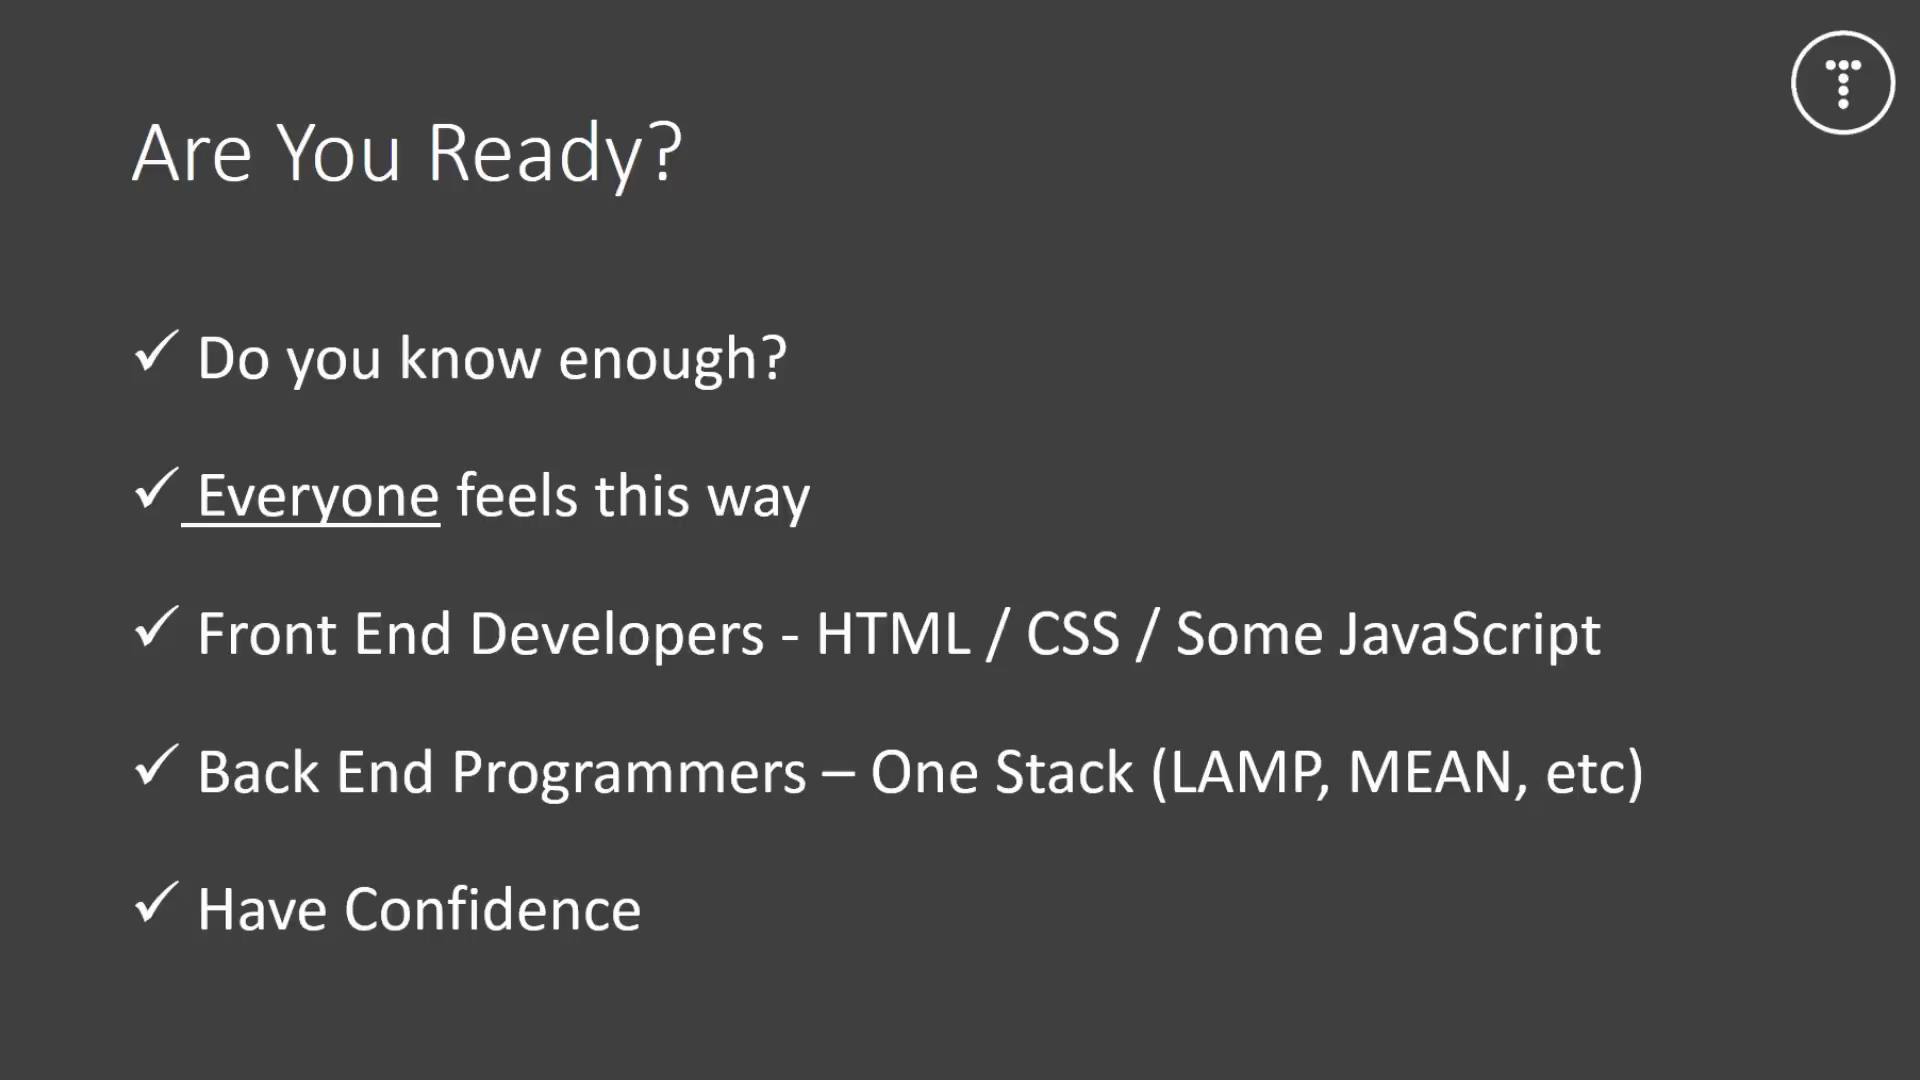 Are You Ready?
✓ Do you know enough?
✓ Everyone feels this way
✓ Front End Developers - HTML / CSS / Some JavaScript
✓ Back End Programmers – One Stack (LAMP, MEAN, etc)
✓ Have Confidence
T